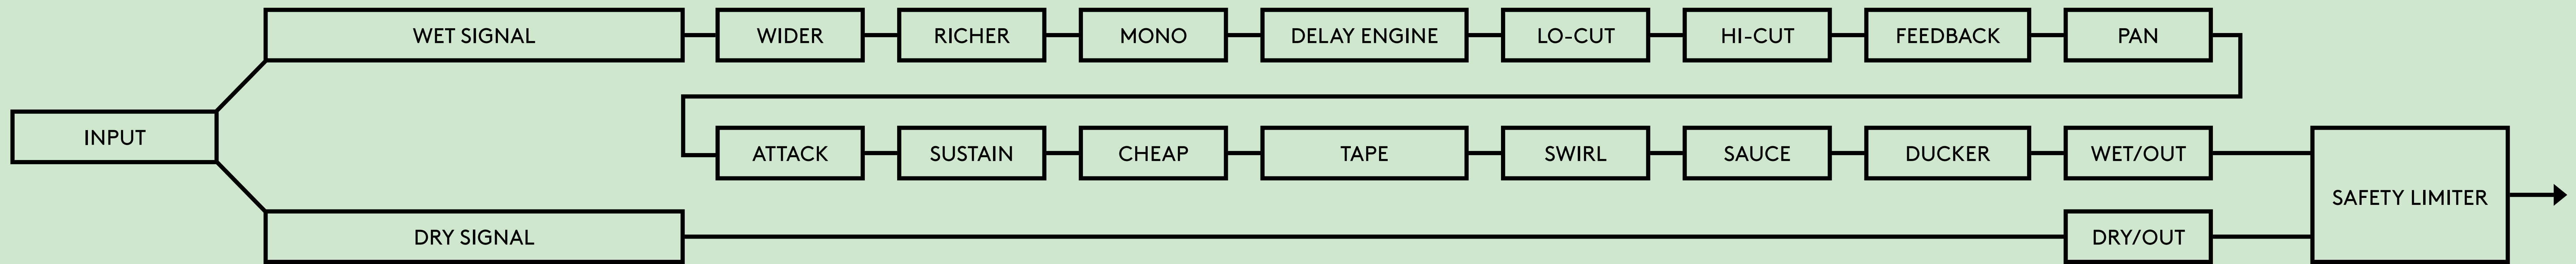 WET SIGNAL
WIDER
RICHER
MONO
DELAY ENGINE
LO-CUT
HI-CUT
FEEDBACK
PAN
INPUT
ATTACK
SUSTAIN
CHEAP
TAPE
SWIRL
SAUCE
DUCKER
WET/OUT
SAFETY LIMITER
DRY SIGNAL
DRY/OUT